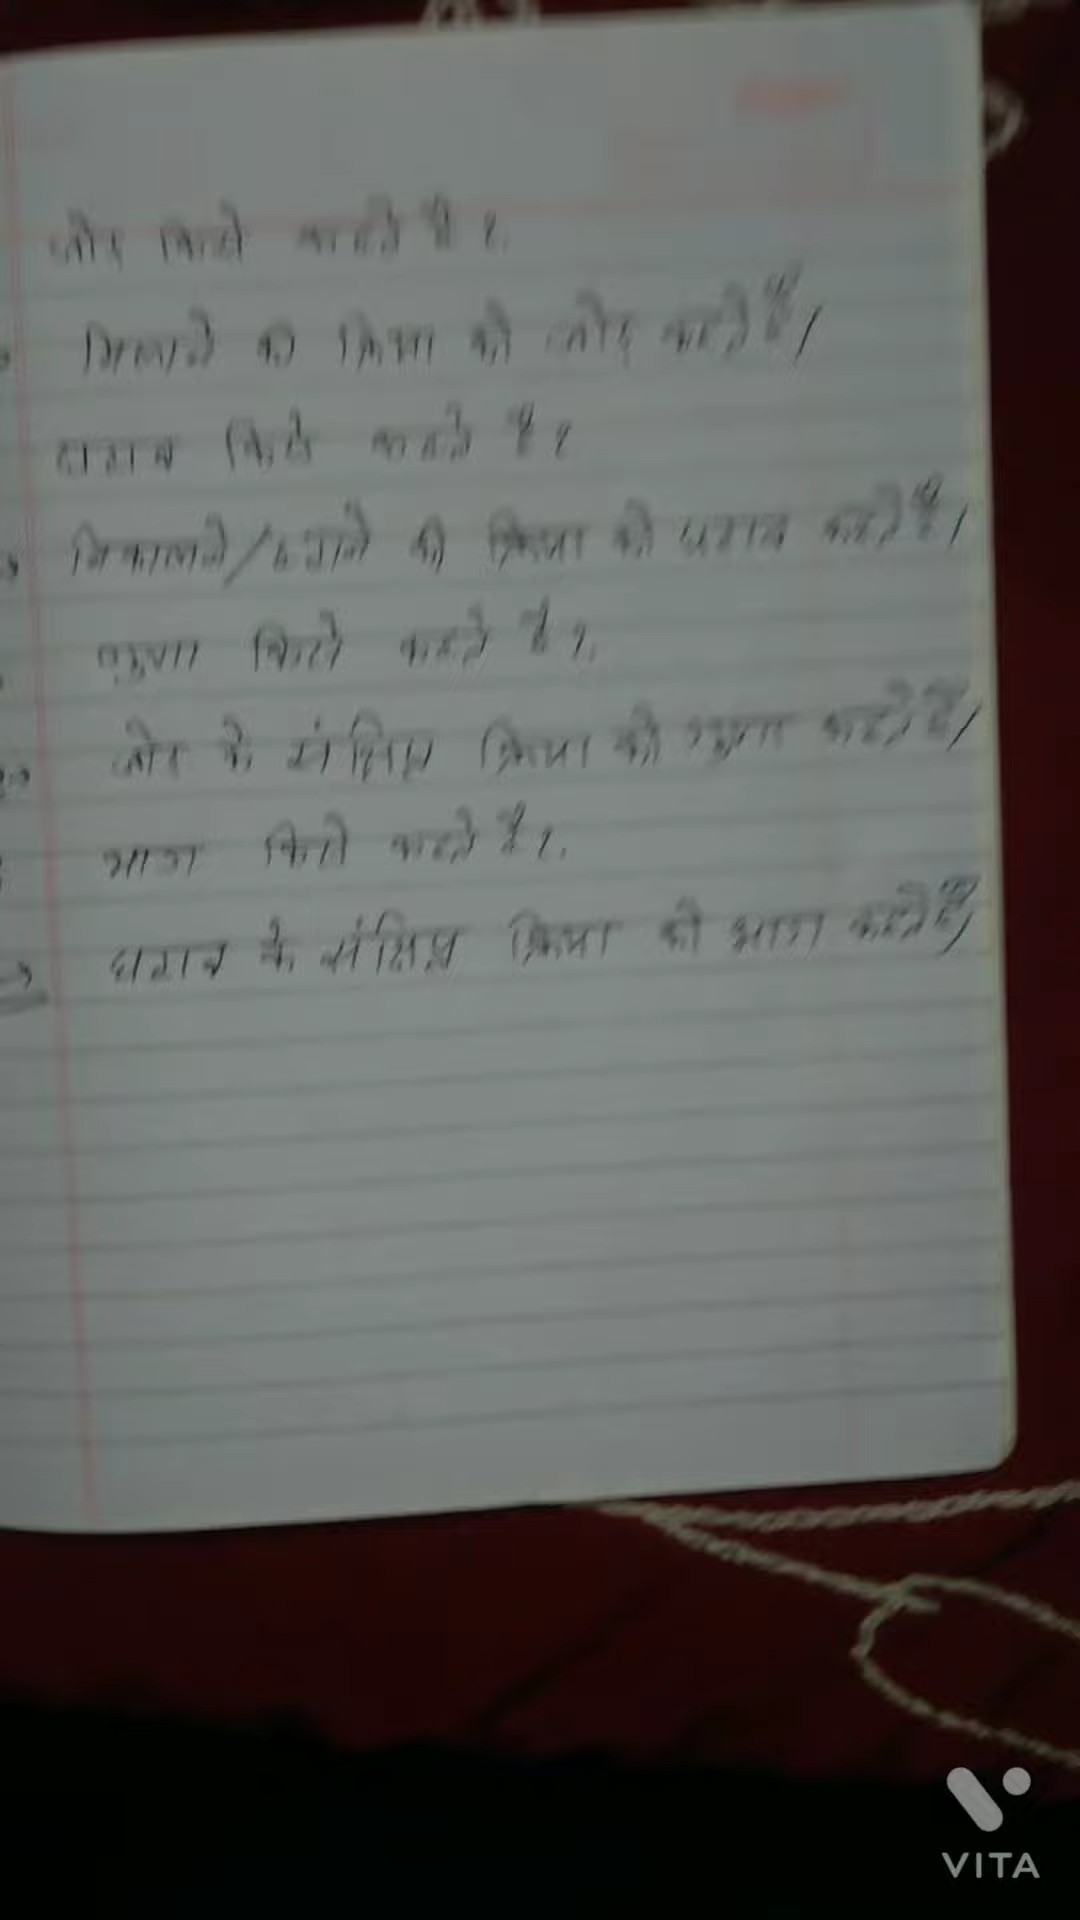 जोड़ किसे कहते है?
मिलाने की क्रिया को जोड़ कहते हैं।
घटाव किसे कहते है?
निकालने/हटाने की क्रिया को घटाव कहते हैं।
गुणा किसे कहते है?
जोड़ के संक्षिप्त क्रिया को गुणा कहते हैं।
भाग किसे कहते है?
घटाव के संक्षिप्त क्रिया को भाग कहते हैं।
VITA